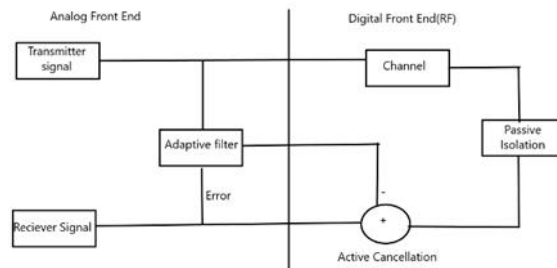 Analog Front End
Digital Front End(RF)
Transmitter
signal
Channel
Adaptive filter
Passive
Isolation
Error
-
Reciever Signal
+
Active Cancellation